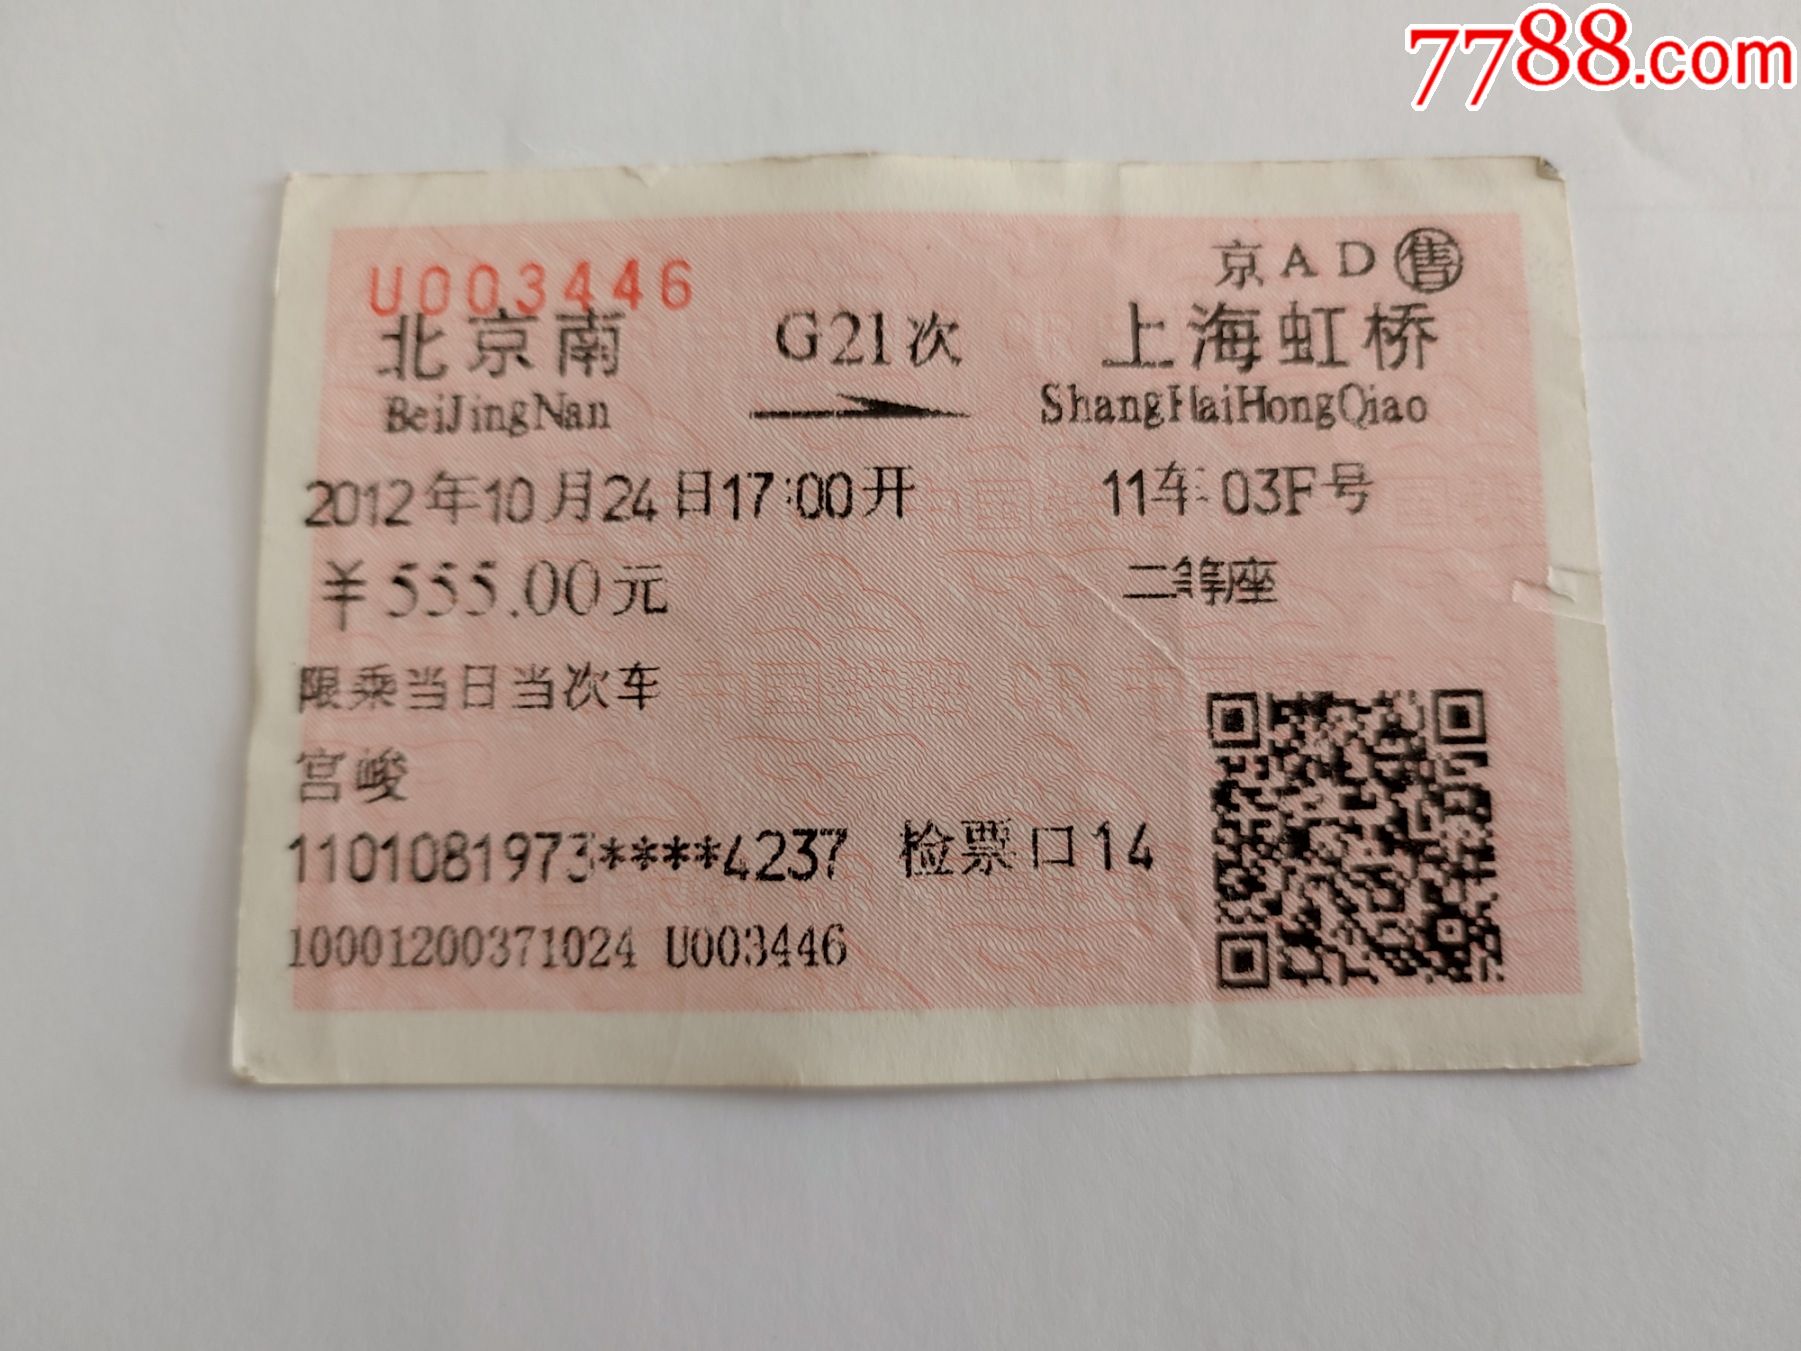 7788.com
U003446
京 A D 售
北京南 G21次 上海虹桥
BeiJingNan ShangHaiHongQiao
2012年10月24日17:00开 11车03F号
￥555.00元 二等座
限乘当日当次车
宫峻
1101081973****4237 检票口14
10001200371024 U003446